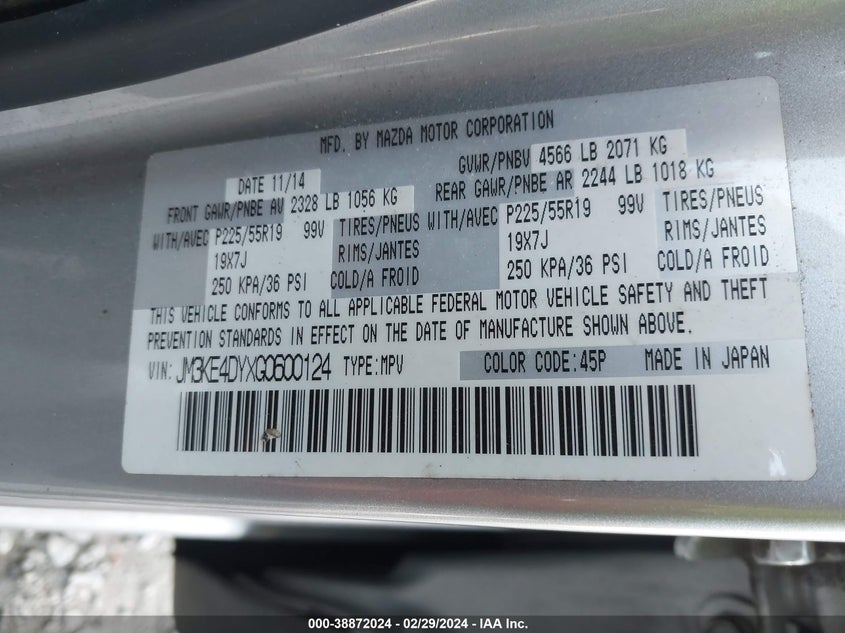 MFD. BY MAZDA MOTOR CORPORATION
DATE 11/14 GVWR/PNBV 4566 LB 2071 KG
FRONT GAWR/PNBE AV 2328 LB 1056 KG REAR GAWR/PNBE AR 2244 LB 1018 KG
WITH/AVEC P225/55R19 99V TIRES/PNEUS WITH/AVEC P225/55R19 99V TIRES/PNEUS
19X7J RIMS/JANTES 19X7J RIMS/JANTES
250 KPA/36 PSI COLD/A FROID 250 KPA/36 PSI COLD/A FROID
THIS VEHICLE CONFORMS TO ALL APPLICABLE FEDERAL MOTOR VEHICLE SAFETY AND THEFT
PREVENTION STANDARDS IN EFFECT ON THE DATE OF MANUFACTURE SHOWN ABOVE.
VIN: JM3KE4DYXG0600124 TYPE:MPV COLOR CODE:45P MADE IN JAPAN
000-38872024 - 02/29/2024 - IAA Inc.